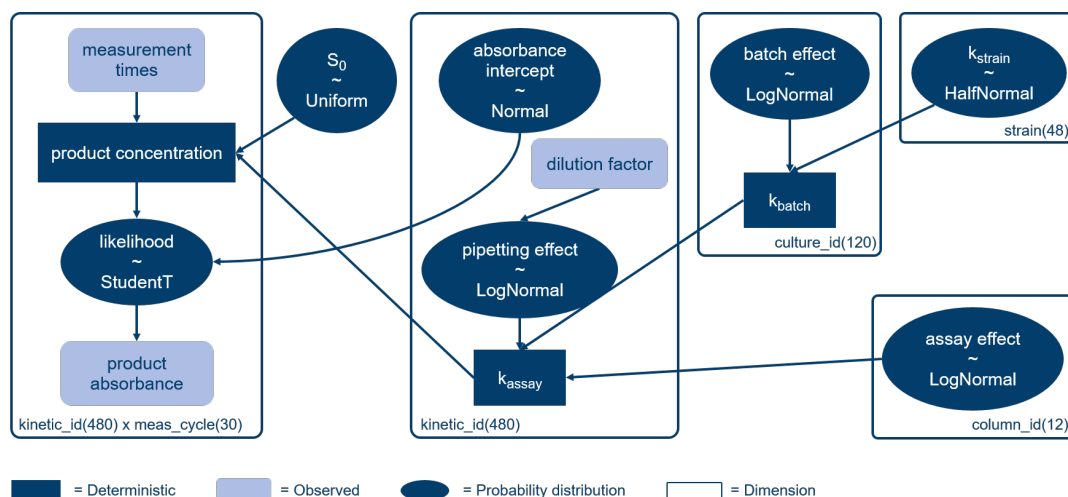 measurement
times
product concentration
likelihood
~
StudentT
product
absorbance
kinetic_id(480) x meas_cycle(30)
S0
~
Uniform
absorbance
intercept
~
Normal
dilution factor
pipetting effect
~
LogNormal
kassay
kinetic_id(480)
batch effect
~
LogNormal
kbatch
culture_id(120)
kstrain
~
HalfNormal
strain(48)
assay effect
~
LogNormal
column_id(12)
= Deterministic
= Observed
= Probability distribution
= Dimension